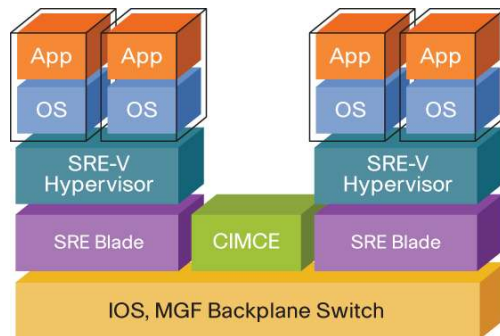 App App App App
OS OS OS OS
SRE-V
Hypervisor
SRE-V
Hypervisor
SRE Blade CIMCE SRE Blade
IOS, MGF Backplane Switch